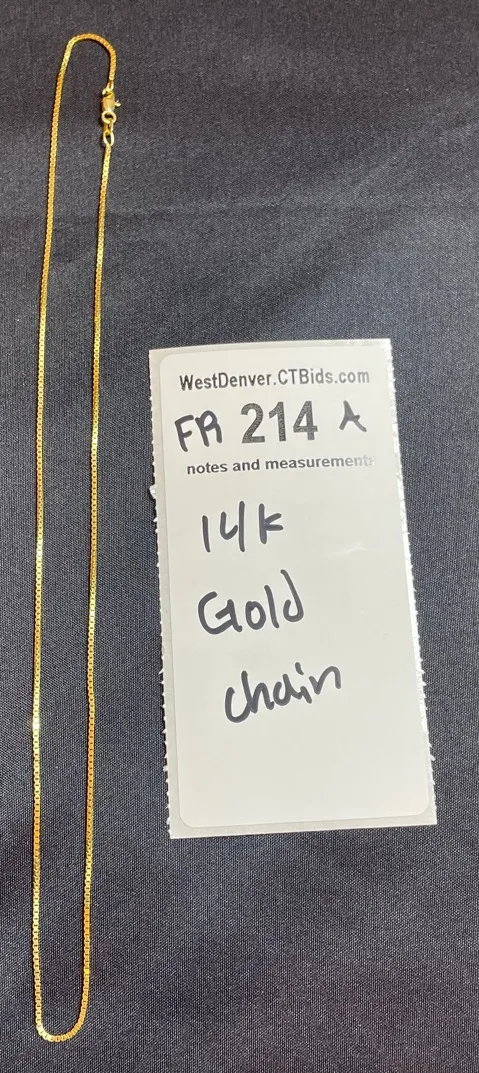 WestDenver.CTBids.com
FR 214 A
notes and measurements
14k
Gold
chain